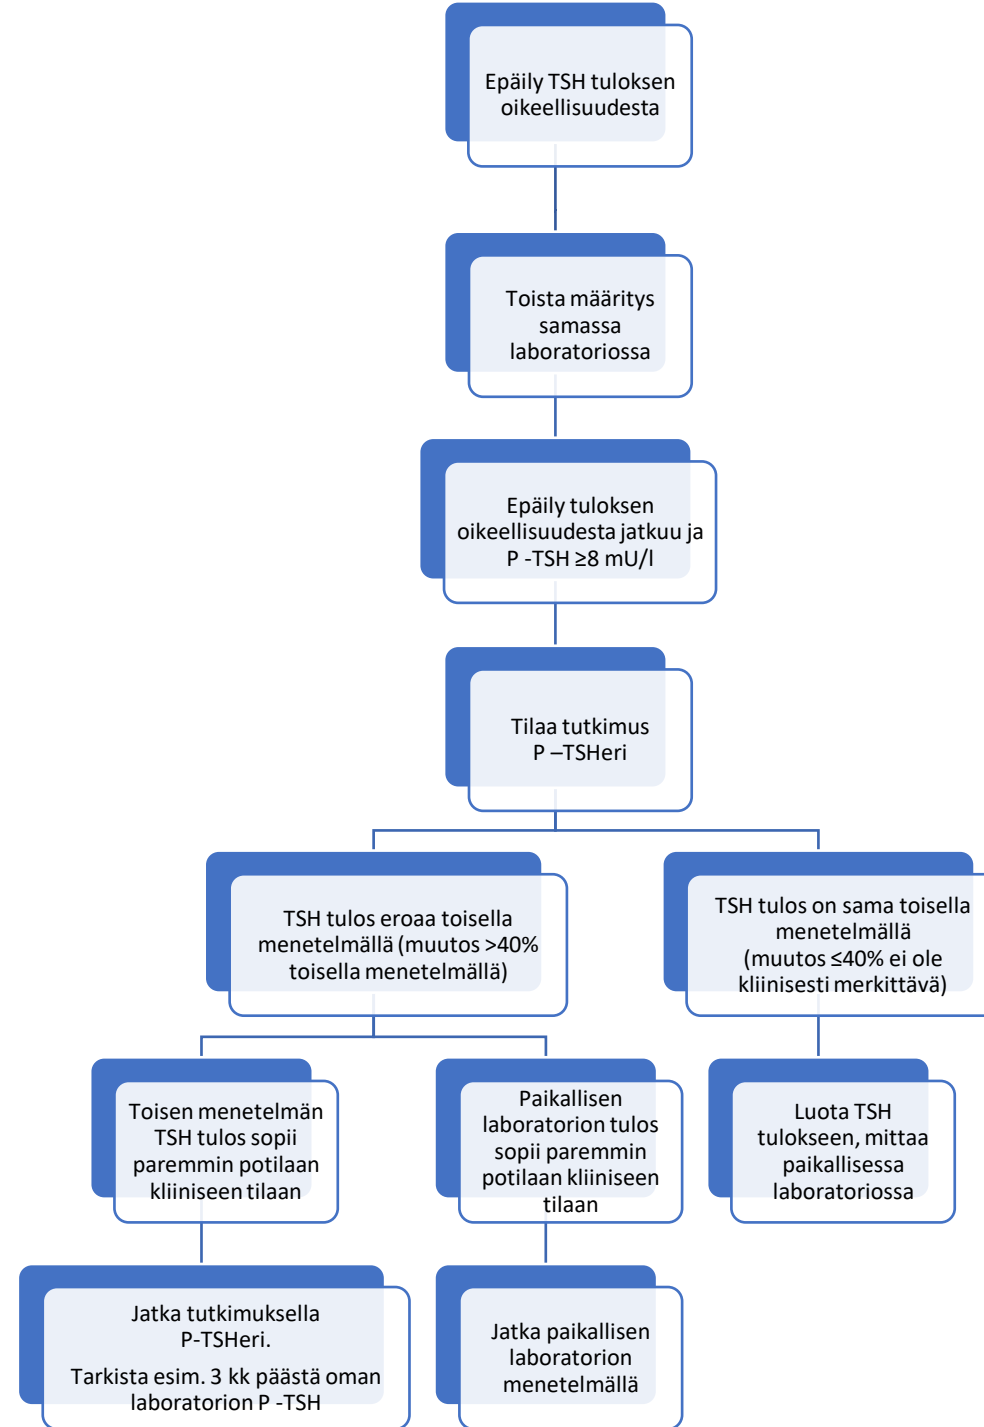 Epäily TSH tuloksen
oikeellisuudesta
Toista määritys
samassa
laboratoriossa
Epäily tuloksen
oikeellisuudesta jatkuu ja
P -TSH ≥8 mU/l
Tilaa tutkimus
P –TSHeri
TSH tulos eroaa toisella
menetelmällä (muutos >40%
toisella menetelmällä)
TSH tulos on sama toisella
menetelmällä
(muutos ≤40% ei ole
kliinisesti merkittävä)
Toisen menetelmän
TSH tulos sopii
paremmin potilaan
kliiniseen tilaan
Paikallisen
laboratorion tulos
sopii paremmin
potilaan kliiniseen
tilaan
Luota TSH
tulokseen, mittaa
paikallisessa
laboratoriossa
Jatka tutkimuksella
P-TSHeri.
Tarkista esim. 3 kk päästä oman
laboratorion P -TSH
Jatka paikallisen
laboratorion
menetelmällä